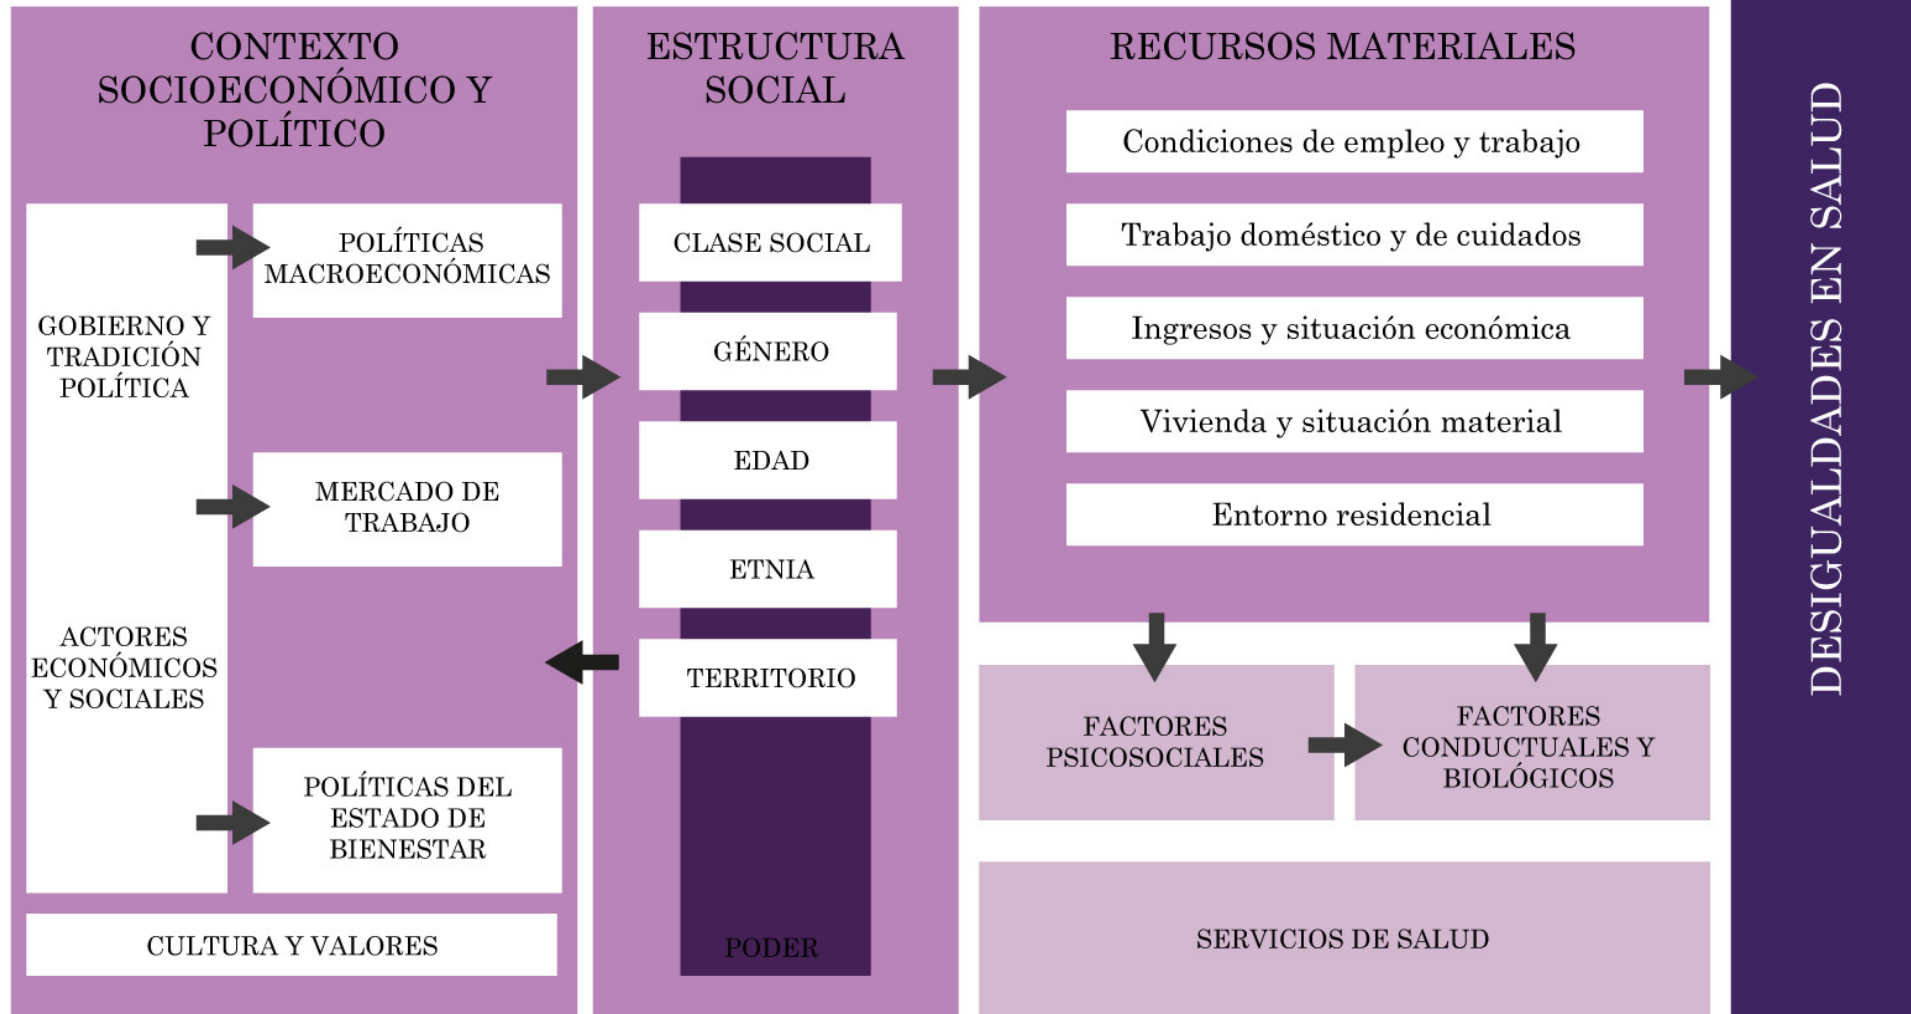 CONTEXTO
SOCIOECONÓMICO Y
POLÍTICO
GOBIERNO Y
TRADICIÓN
POLÍTICA
ACTORES
ECONÓMICOS
Y SOCIALES
POLÍTICAS
MACROECONÓMICAS
MERCADO DE
TRABAJO
POLÍTICAS DEL
ESTADO DE
BIENESTAR
CULTURA Y VALORES
ESTRUCTURA
SOCIAL
CLASE SOCIAL
GÉNERO
EDAD
ETNIA
TERRITORIO
PODER
RECURSOS MATERIALES
Condiciones de empleo y trabajo
Trabajo doméstico y de cuidados
Ingresos y situación económica
Vivienda y situación material
Entorno residencial
FACTORES
PSICOSOCIALES
FACTORES
CONDUCTUALES Y
BIOLÓGICOS
SERVICIOS DE SALUD
DESIGUALDADES EN SALUD